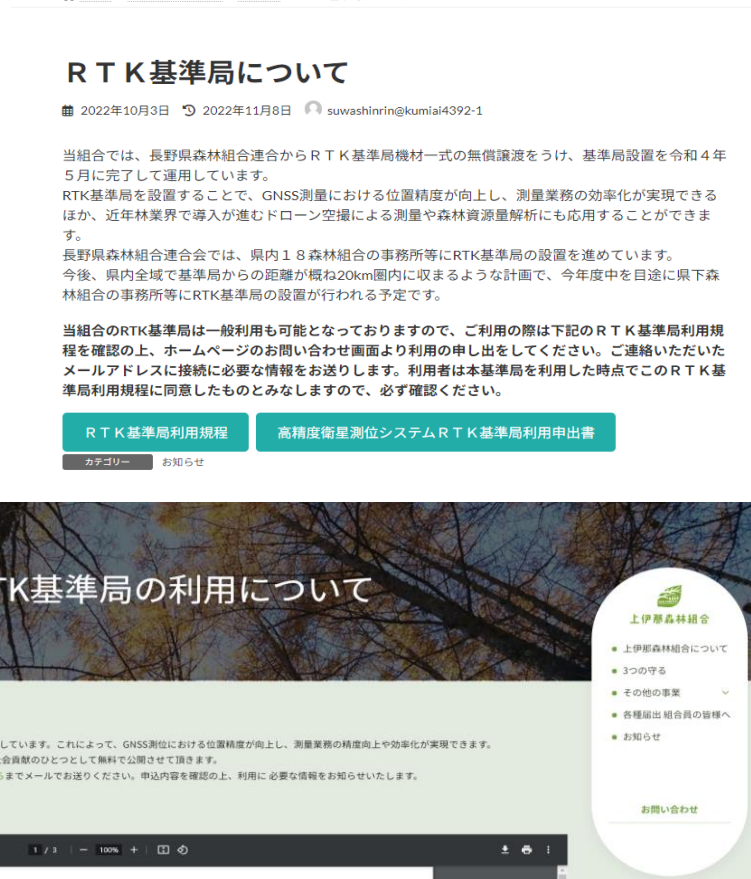 ＲＴＫ基準局について
2022年10月3日 2022年11月8日 suwashinrin@kumiai4392-1
当組合では、長野県森林組合連合からＲＴＫ基準局機材一式の無償譲渡をうけ、基準局設置を令和４年
５月に完了して運用しています。
RTK基準局を設置することで、GNSS測量における位置精度が向上し、測量業務の効率化が実現できる
ほか、近年林業界で導入が進むドローン空撮による測量や森林資源量解析にも応用することができま
す。
長野県森林組合連合会では、県内１８森林組合の事務所等にRTK基準局の設置を進めています。
今後、県内全域で基準局からの距離が概ね20km圏内に収まるような計画で、今年度中を目途に県下森
林組合の事務所等にRTK基準局の設置が行われる予定です。
当組合のRTK基準局は一般利用も可能となっておりますので、ご利用の際は下記のＲＴＫ基準局利用規
程を確認の上、ホームページのお問い合わせ画面より利用の申し出をしてください。ご連絡いただいた
メールアドレスに接続に必要な情報をお送りします。利用者は本基準局を利用した時点でこのＲＴＫ基
準局利用規程に同意したものとみなしますので、必ず確認ください。
ＲＴＫ基準局利用規程 高精度衛星測位システムＲＴＫ基準局利用申出書
カテゴリー お知らせ
TK基準局の利用について
上伊那森林組合
上伊那森林組合について
3つの守る
その他の事業
各種届出 組合員の皆様へ
お知らせ
お問い合わせ
しています。これによって、GNSS測位における位置精度が向上し、測量業務の精度向上や効率化が実現できます。
会貢献のひとつとして無料で公開させて頂きます。
までメールでお送りください。申込内容を確認の上、利用に 必要な情報をお知らせいたします。
1 / 3 100%